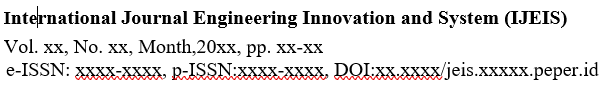 International Journal Engineering Innovation and System (IJEIS)
Vol. xx, No. xx, Month,20xx, pp. xx-xx
e-ISSN: xxxx-xxxx, p-ISSN:xxxx-xxxx, DOI:xx.xxxx/jeis.xxxxx.peper.id